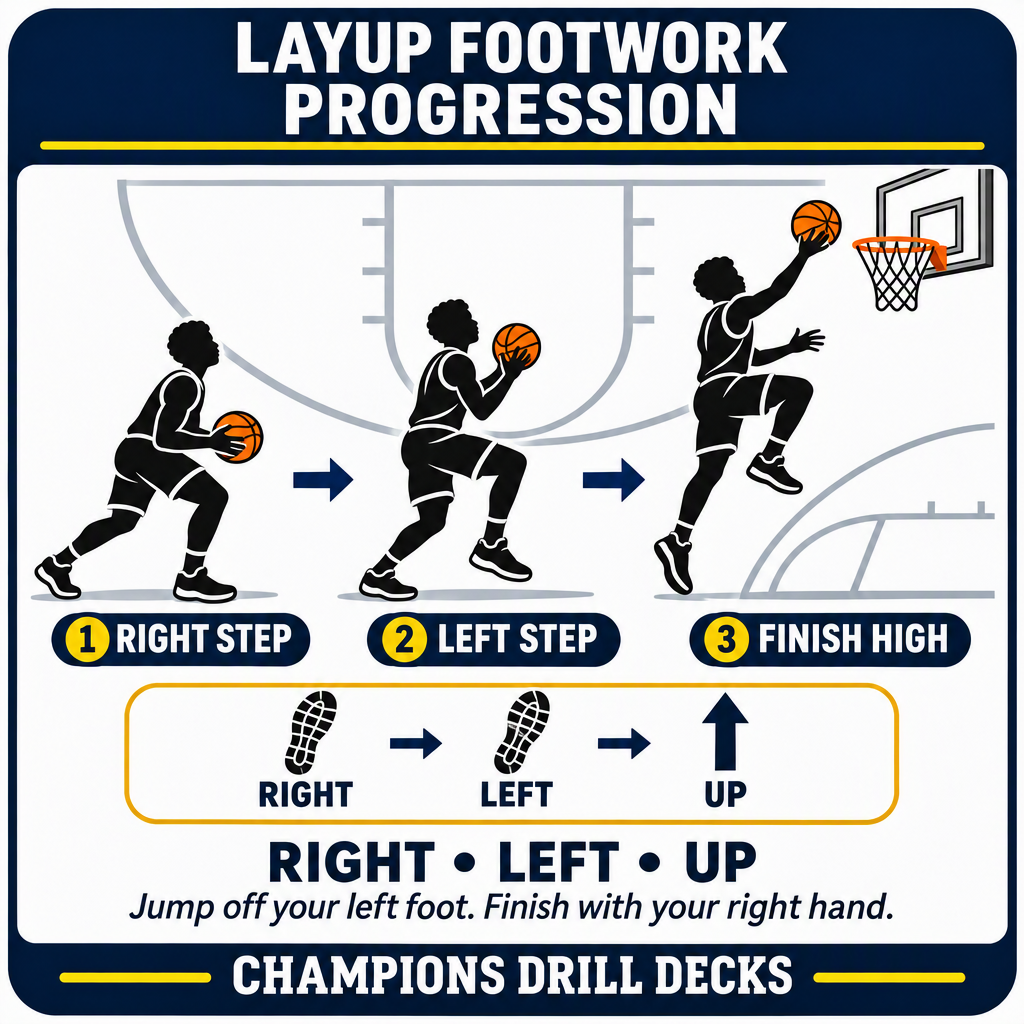 LAYUP FOOTWORK
PROGRESSION
1 RIGHT STEP
2 LEFT STEP
3 FINISH HIGH
RIGHT
LEFT
UP
RIGHT • LEFT • UP
Jump off your left foot. Finish with your right hand.
CHAMPIONS DRILL DECKS